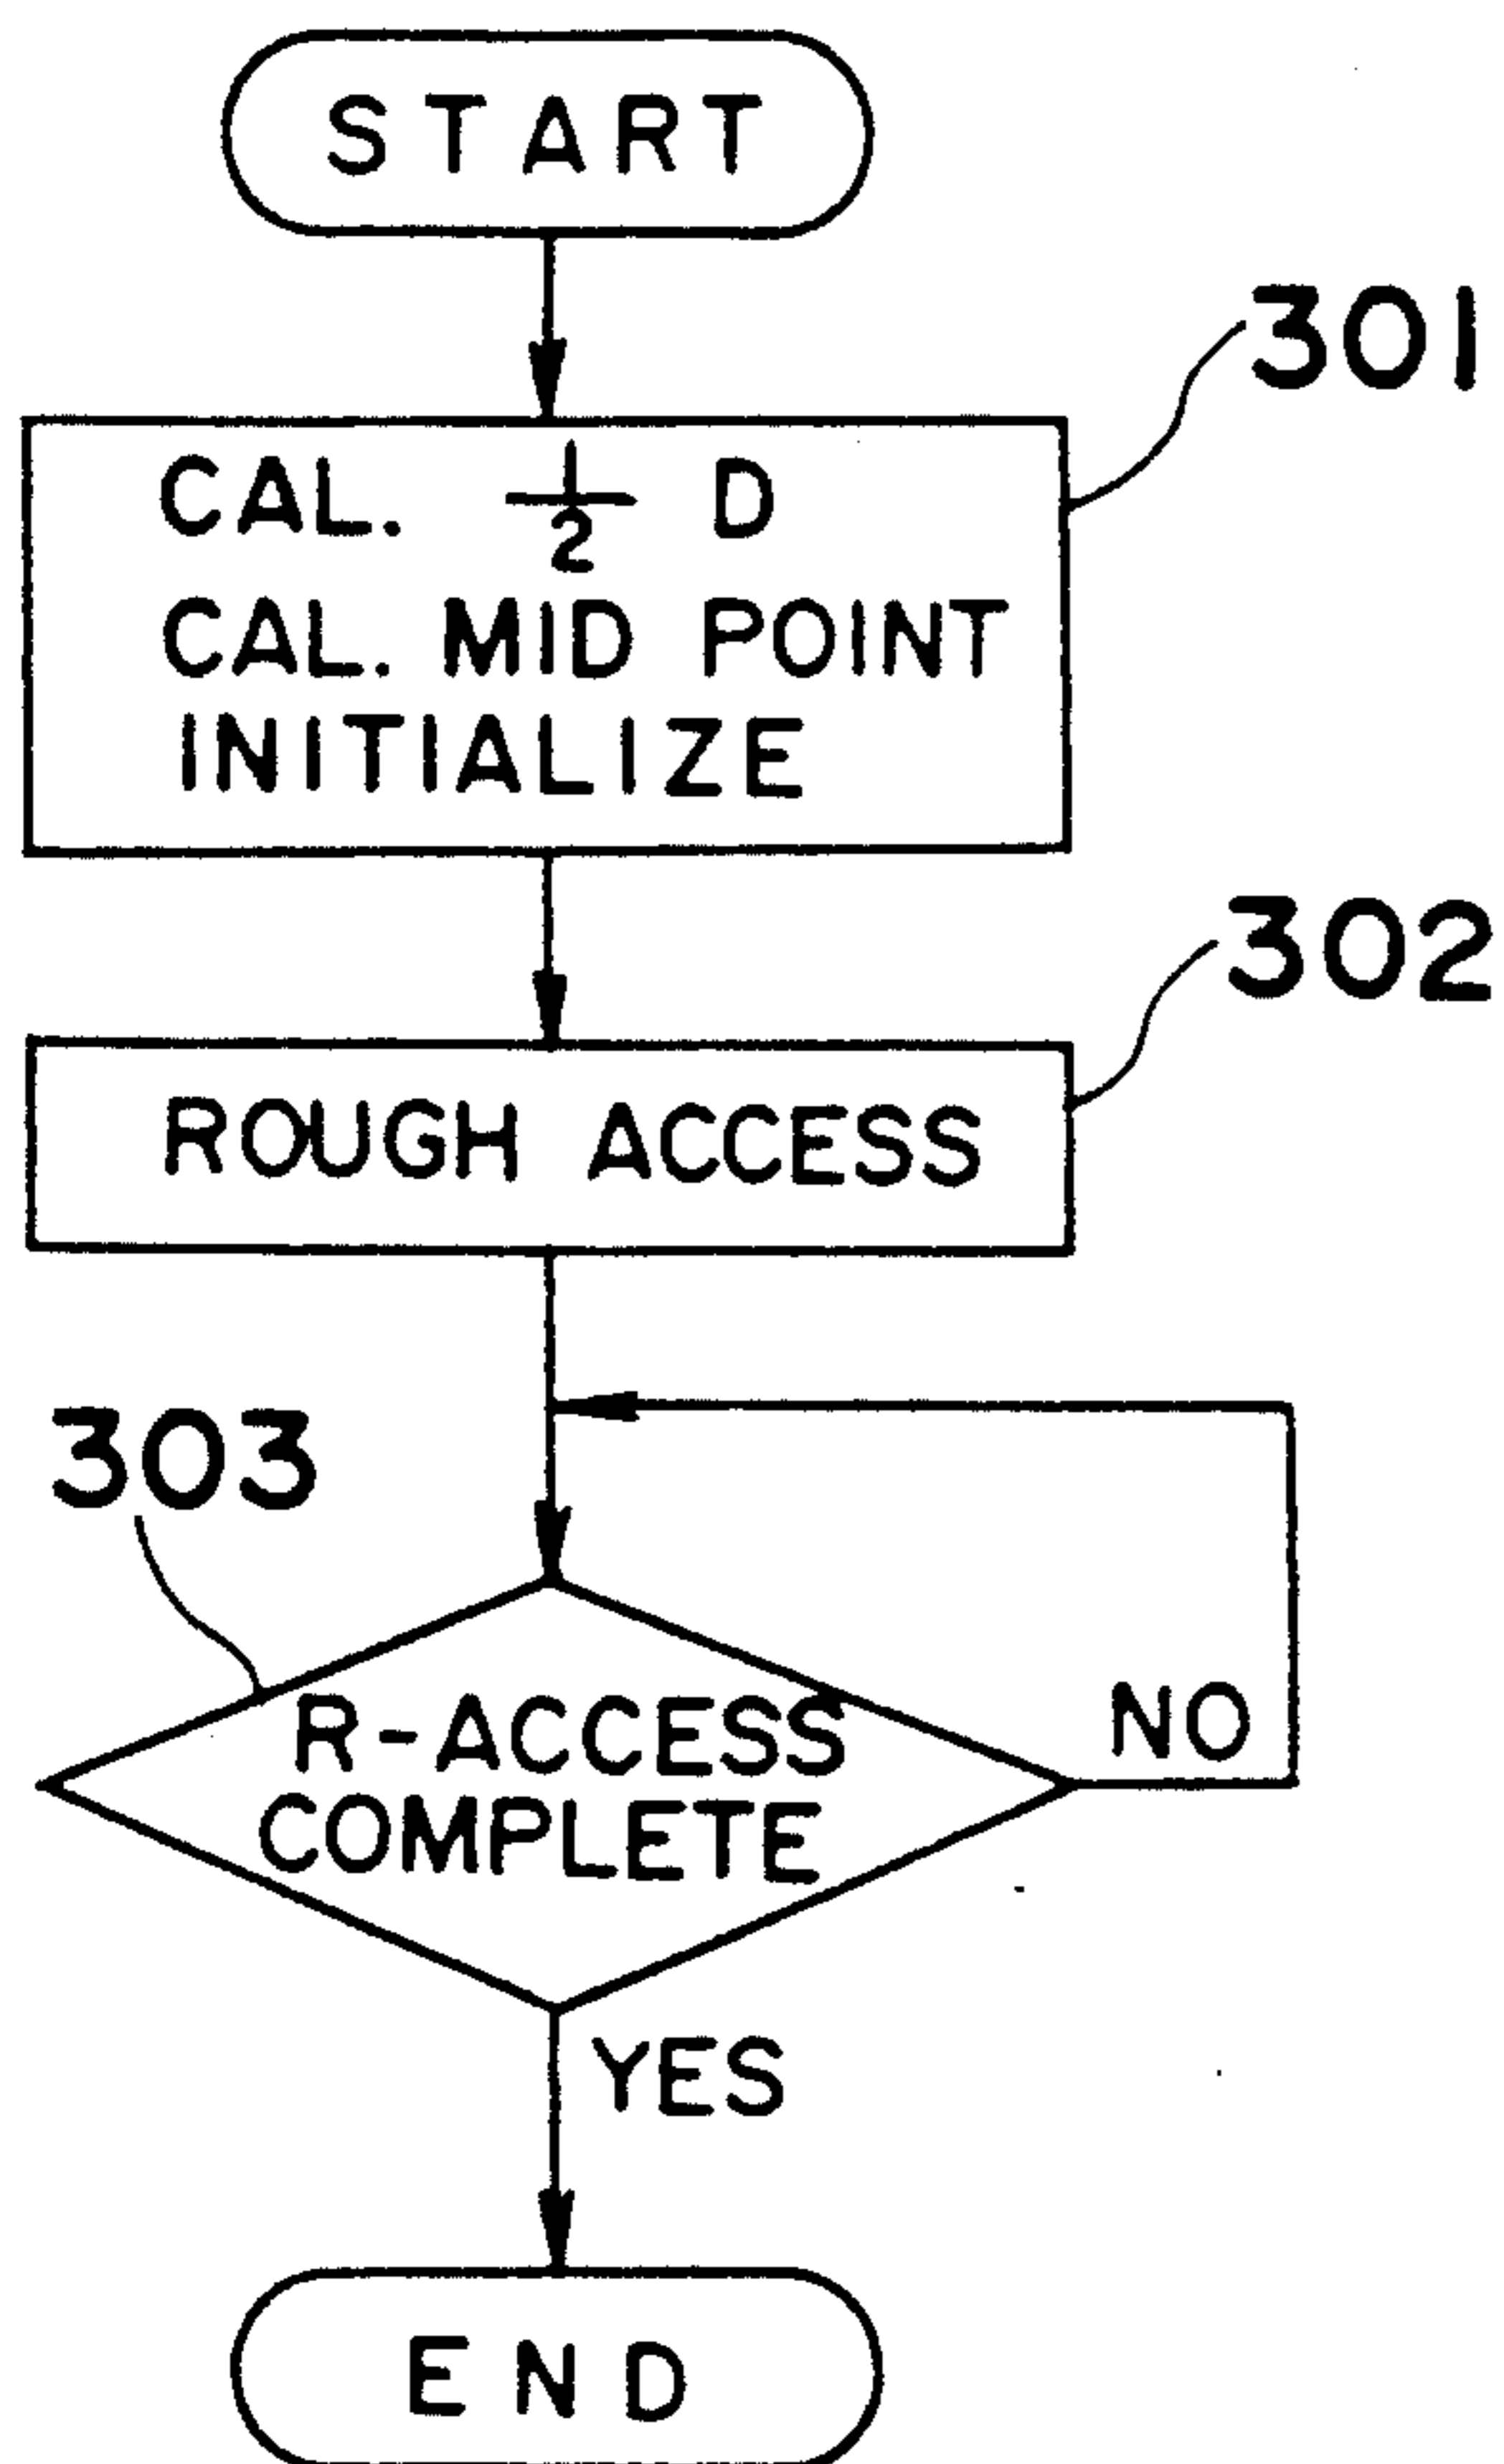 START
301
CAL. 1/2 D
CAL. MID POINT
INITIALIZE
302
ROUGH ACCESS
303
R-ACCESS
COMPLETE
NO
YES
END